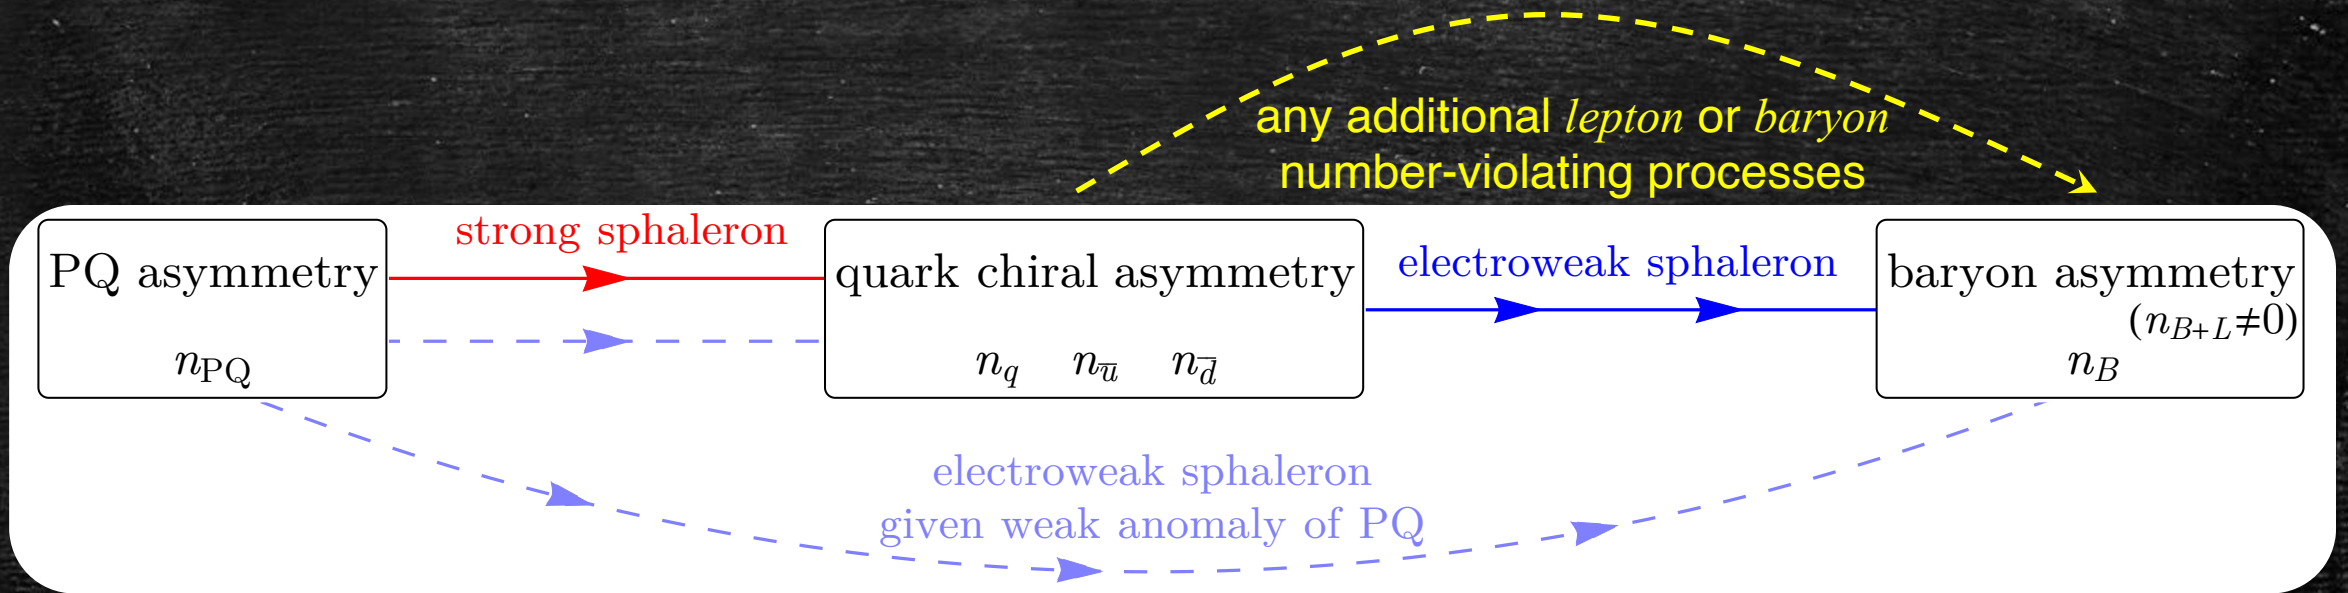 any additional lepton or baryon
number-violating processes
strong sphaleron
PQ asymmetry
n_PQ
quark chiral asymmetry
n_q n_u̅ n_d̅
electroweak sphaleron
baryon asymmetry
(n_{B+L}≠0)
n_B
electroweak sphaleron
given weak anomaly of PQ